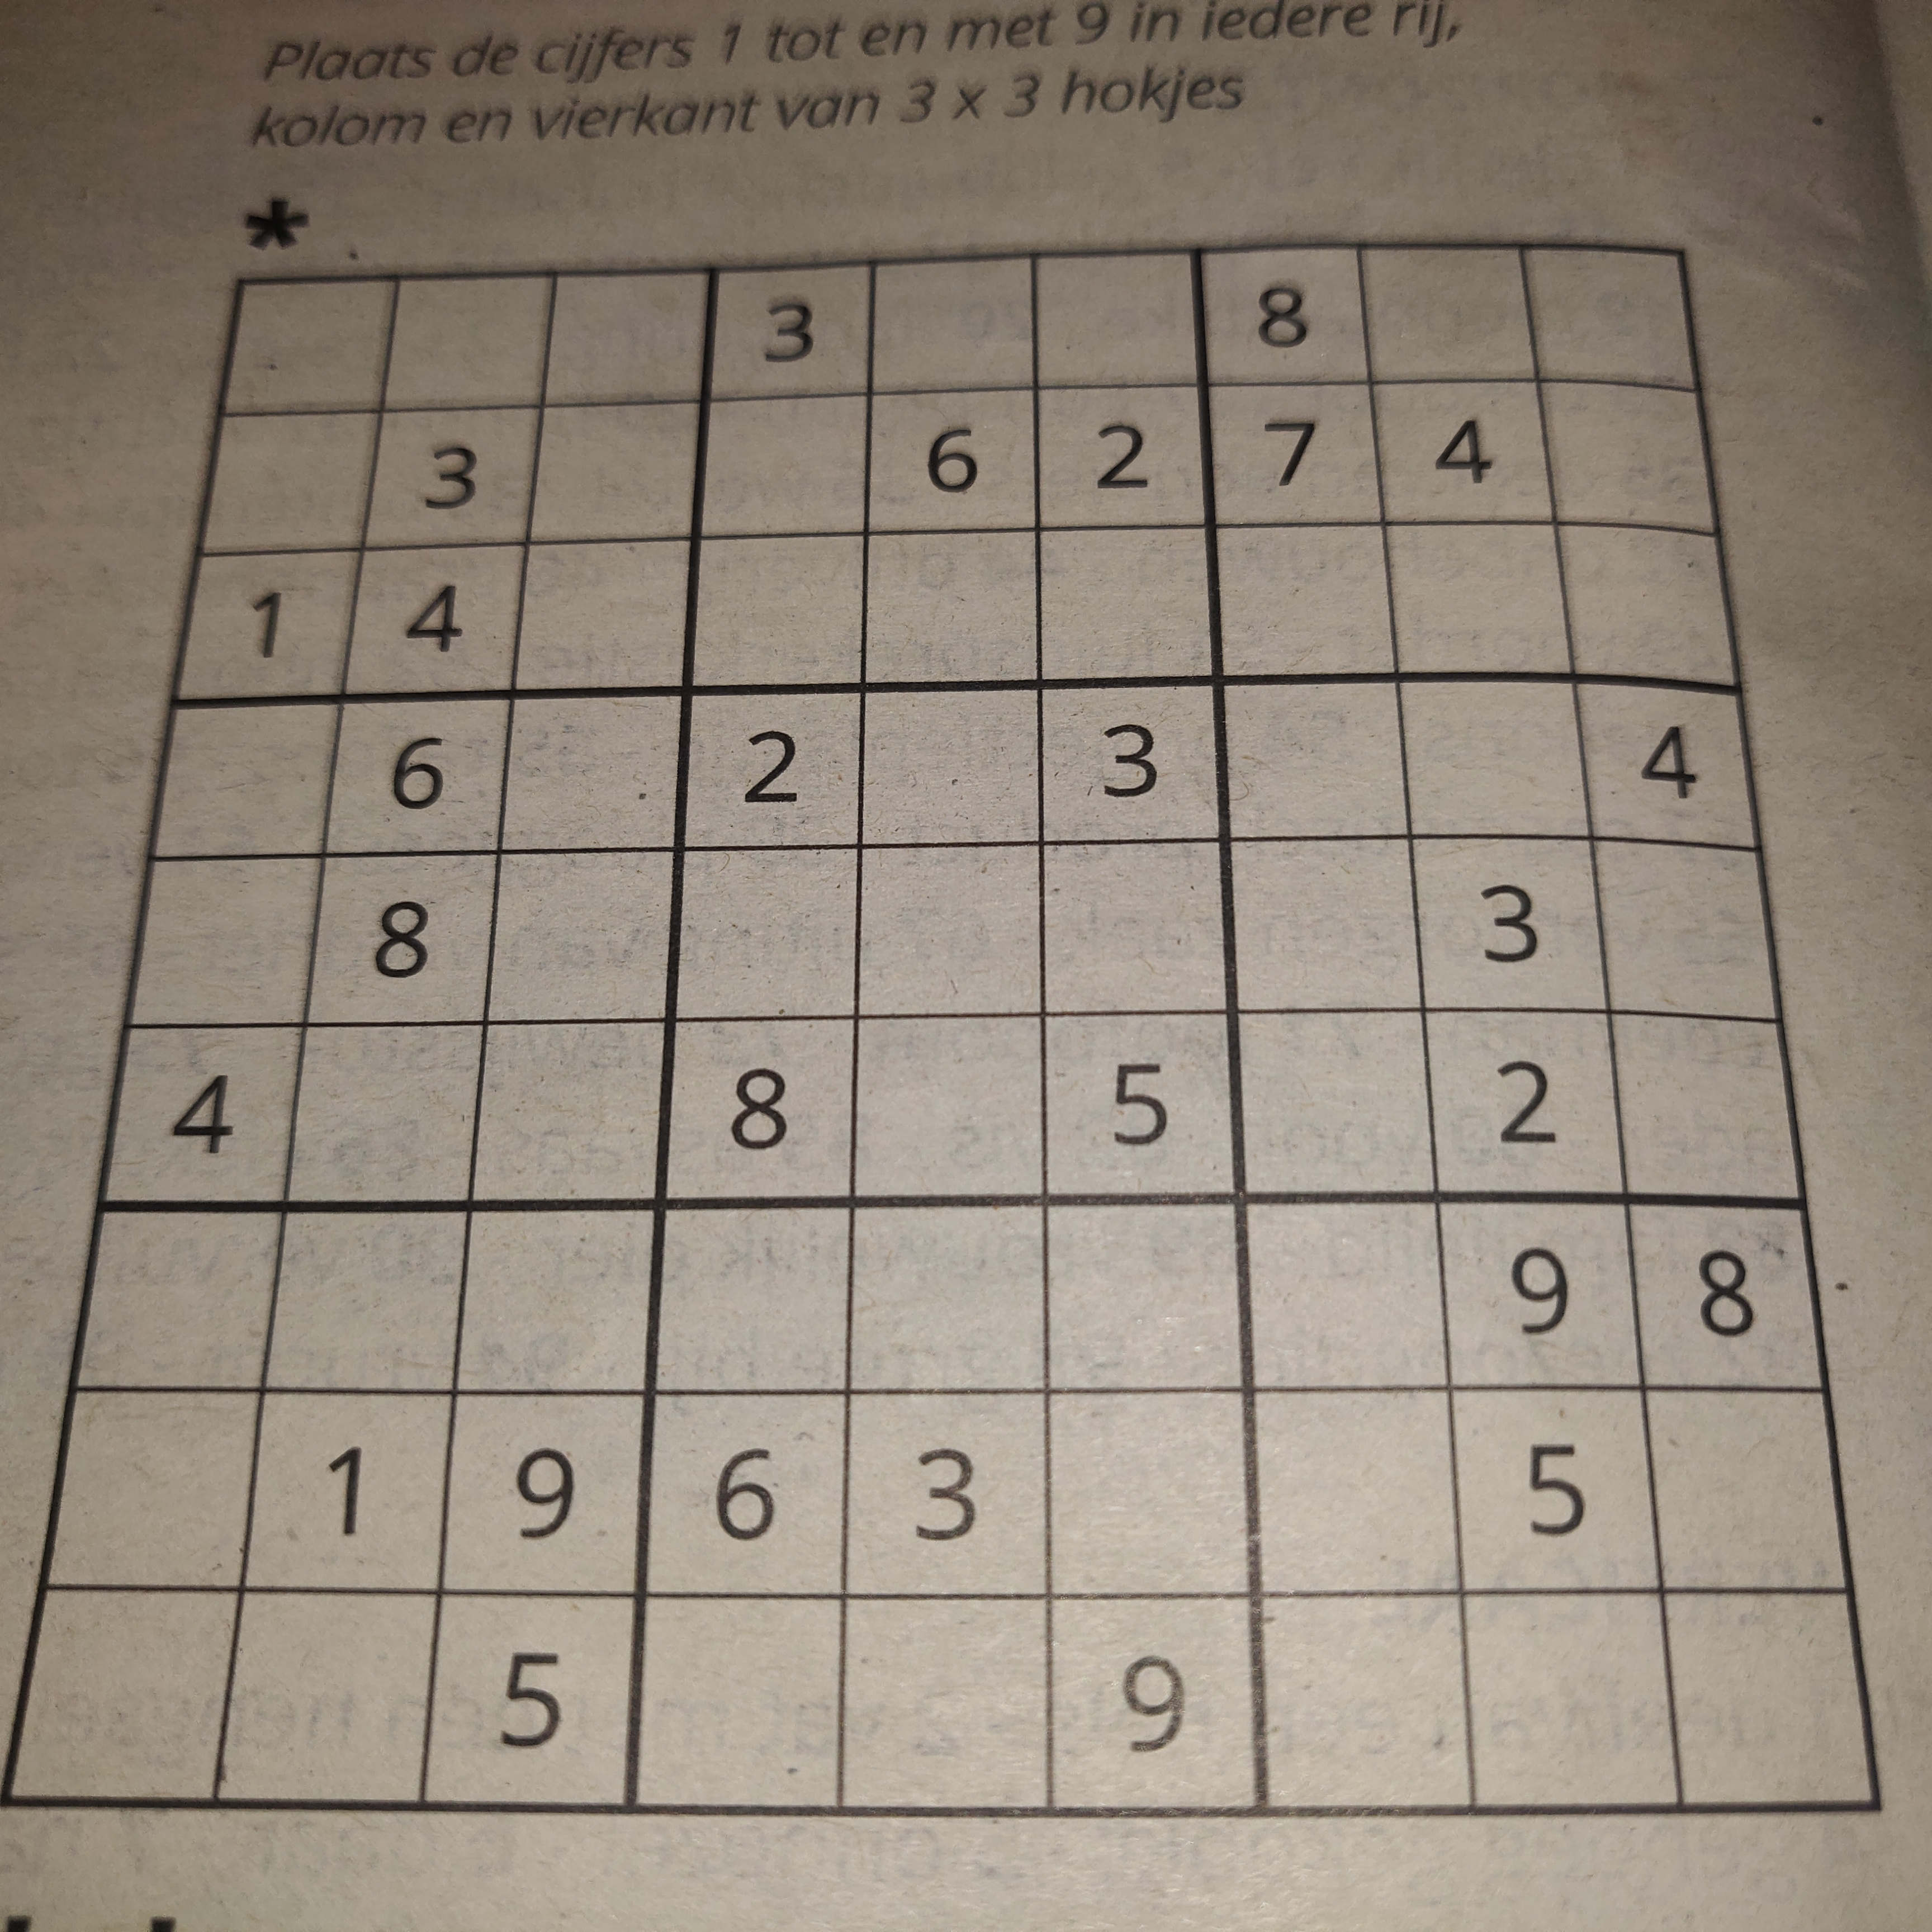 Plaats de cijfers 1 tot en met 9 in iedere rij,
kolom en vierkant van 3 x 3 hokjes
*
3 8
3 6 2 7 4
1 4
6 2 3 4
8 3
4 8 5 2
9 8
1 9 6 3 5
5 9